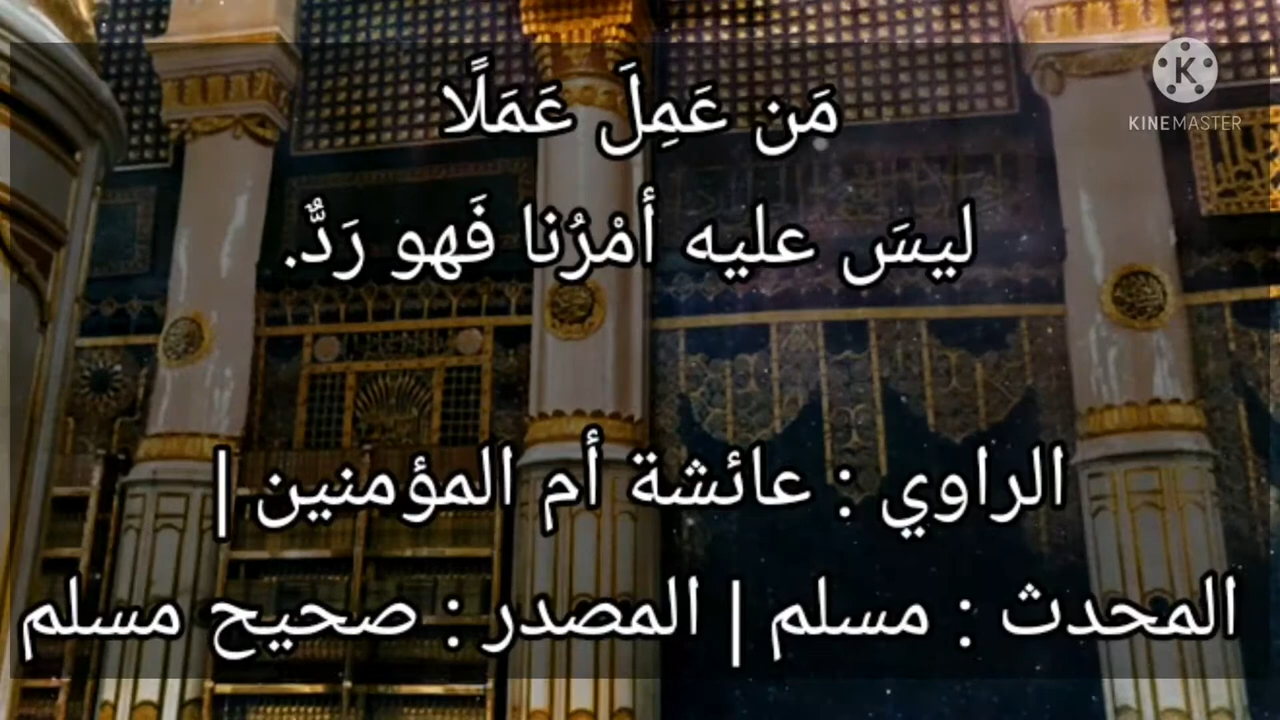 مَن عَمِلَ عَمَلًا
ليسَ عليه أمْرُنا فَهو رَدٌّ.
الراوي : عائشة أم المؤمنين |
المحدث : مسلم | المصدر : صحيح مسلم
KINEMASTER